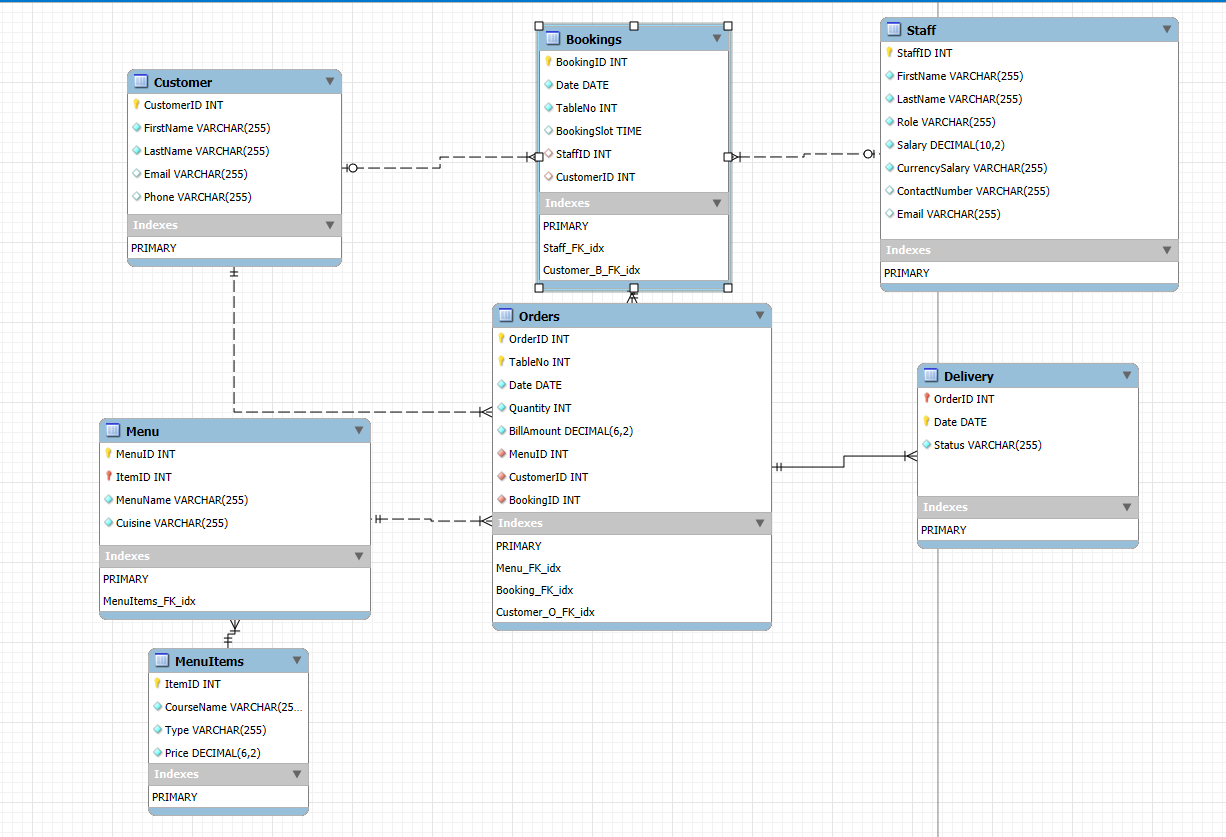 Customer
CustomerID INT
FirstName VARCHAR(255)
LastName VARCHAR(255)
Email VARCHAR(255)
Phone VARCHAR(255)
Indexes
PRIMARY
Bookings
BookingID INT
Date DATE
TableNo INT
BookingSlot TIME
StaffID INT
CustomerID INT
Indexes
PRIMARY
Staff_FK_idx
Customer_B_FK_idx
Staff
StaffID INT
FirstName VARCHAR(255)
LastName VARCHAR(255)
Role VARCHAR(255)
Salary DECIMAL(10,2)
CurrencySalary VARCHAR(255)
ContactNumber VARCHAR(255)
Email VARCHAR(255)
Indexes
PRIMARY
Orders
OrderID INT
TableNo INT
Date DATE
Quantity INT
BillAmount DECIMAL(6,2)
MenuID INT
CustomerID INT
BookingID INT
Indexes
PRIMARY
Menu_FK_idx
Booking_FK_idx
Customer_O_FK_idx
Delivery
OrderID INT
Date DATE
Status VARCHAR(255)
Indexes
PRIMARY
Menu
MenuID INT
ItemID INT
MenuName VARCHAR(255)
Cuisine VARCHAR(255)
Indexes
PRIMARY
MenuItems_FK_idx
MenuItems
ItemID INT
CourseName VARCHAR(25...
Type VARCHAR(255)
Price DECIMAL(6,2)
Indexes
PRIMARY